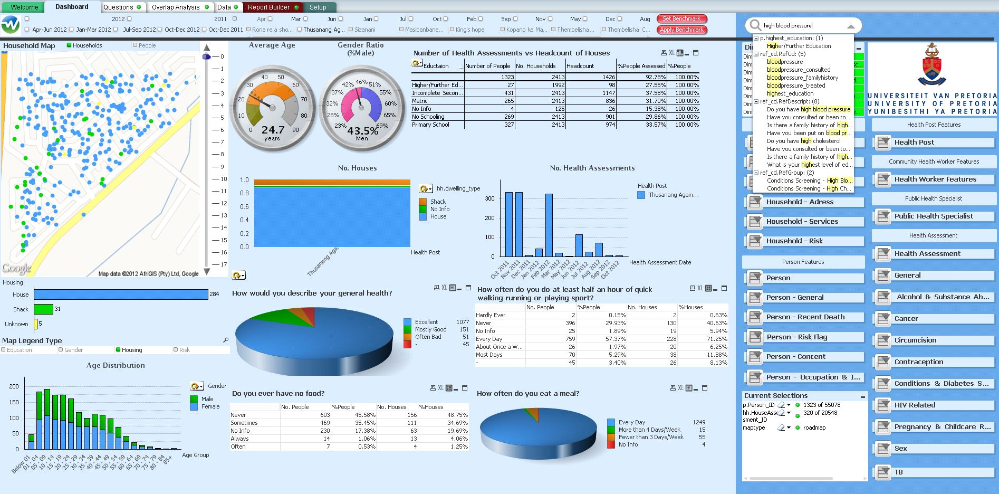 Welcome
Dashboard
Questions
Overlap Analysis
Data
Report Builder
Setup
2012
2011
Apr
Mar
Jun
Jan
Jul
Oct
Feb
Sep
Nov
May
Dec
Aug
Set Benchmark
Apr-Jun 2012
Jan-Mar 2012
Jul-Sep 2012
Oct-Dec 2012
Oct-Dec 2011
Rona re a sho...
Thusanang Ag...
Sizanani
Masibanbane...
King's hope
Kopano ke Ma...
Thembelisha ...
Thembelisha C...
Apply Benchmark
high blood pressure
p.highest_education: (1)
Higher/Further Education
ref_cd.RefCd: (5)
bloodpressure
bloodpressure_consulted
bloodpressure_familyhistory
bloodpressure_treated
highest_education
ref_cd.RefDescript: (8)
Do you have high blood pressure
Have you consulted or been to...
Is there a family history of high...
Have you been put on blood pr...
Do you have high cholesterol
Have you consulted or been to...
Is there a family history of high...
What is your highest level of ed...
ref_cd.RefGroup: (2)
Conditions Screening - High Blo...
Conditions Screening - High Ch...
UNIVERSITEIT VAN PRETORIA
UNIVERSITY OF PRETORIA
YUNIBESITHI YA PRETORIA
Household Map
Households
People
0
1
2
3
4
5
6
7
8
9
10
11
12
13
14
15
16
17
Google
Map data ©2012 AfriGIS (Pty) Ltd, Google
Average Age
0
10
20
30
40
50
60
70
80
90
24.7
years
Gender Ratio
(%Male)
23%
28%
32%
37%
42%
46%
51%
55%
60%
65%
69%
43.5%
Men
Number of Health Assessments vs Headcount of Houses
XL
Eductaion Number of People No. Households Headcount %People Assessed %People
1323 2413 1426 92.78% 100.00%
Higher/Further Ed... 27 1992 98 27.55% 100.00%
Incomplete Secon... 431 2413 1147 37.58% 100.00%
Matric 265 2413 836 31.70% 100.00%
No Info 4 125 26 15.38% 100.00%
No Schooling 269 2413 901 29.86% 100.00%
Primary School 327 2413 974 33.57% 100.00%
No. Houses
1.0
0.8
0.6
0.4
0.2
0.0
Health Post
hh.dwelling_type
Shack
No Info
House
No. Health Assessments
300
200
100
0
Oct 2011
Nov 2011
Dec 2011
Jan 2012
Feb 2012
Mar 2012
May 2012
Jun 2012
Jul 2012
Aug 2012
Sep 2012
Oct 2012
Health Assessment Date
Health Post
Thusanang Again...
Housing
House 284
Shack 31
Unknown 5
Map Legend Type
Education
Gender
Housing
Risk
How would you describe your general health?
XL
Excellent 1077
Mostly Good 151
Often Bad 51
- 45
How often do you do at least half an hour of quick
walking running or playing sport?
XL
No. People %People No. Houses %Houses
Hardly Ever 2 0.15% 2 0.63%
Never 396 29.93% 130 40.63%
No Info 25 1.89% 19 5.94%
Every Day 759 57.37% 228 71.25%
About Once a W... 26 1.97% 20 6.25%
Most Days 70 5.29% 38 11.88%
- 45 3.40% 26 8.13%
Age Distribution
200
150
100
50
0
Below 01
01 - 04
05 - 09
10 - 14
15 - 19
20 - 24
25 - 29
30 - 34
35 - 39
40 - 44
45 - 49
50 - 54
55 - 59
60 - 64
65 - 69
70 - 74
75 - 79
80 - 84
85+
Age Group
Gender
Male
Female
Do you ever have no food?
XL
No. People %People No. Houses %Houses
Never 603 45.58% 156 48.75%
Sometimes 469 35.45% 111 34.69%
No Info 230 17.38% 63 19.69%
Always 14 1.06% 13 4.06%
Often 7 0.53% 4 1.25%
How often do you eat a meal?
XL
Every Day 1249
More than 4 Days/Week 15
Fewer than 3 Days/Week 55
No Info 4
Household - Adress
Household - Services
Household - Risk
Person Features
Person
Person - General
Person - Recent Death
Person - Risk Flag
Person - Concent
Person - Occupation & I...
Current Selections
p.Person_ID 1323 of 55078
hh.HouseAsse 320 of 20548
sment_ID
maptype roadmap
Health Post Features
Health Post
Community Health Worker Features
Health Worker Features
Public Health Specialist
Public Health Specialist
Health Assessment
Health Assessment
General
Alcohol & Substance Ab...
Cancer
Circumcision
Contraception
Conditions & Diabetes S...
HIV Related
Pregnancy & Childcare R...
Sex
TB